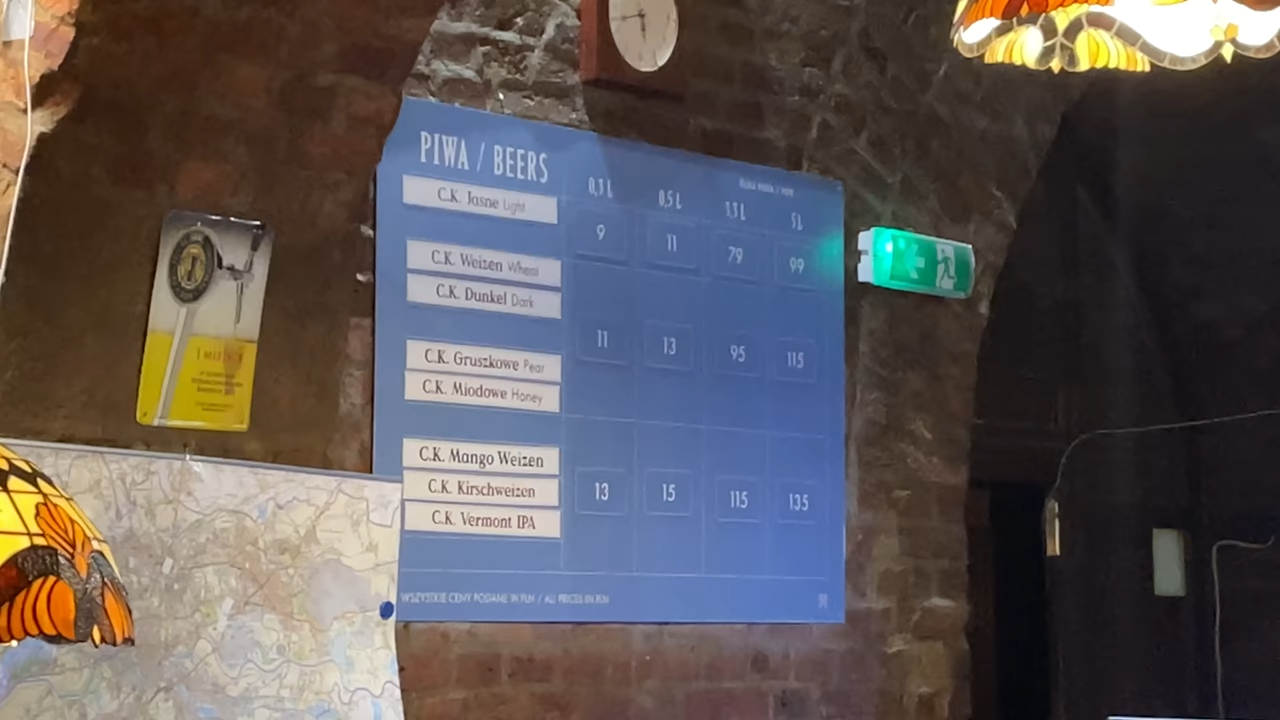 PIWA / BEERS
0,3 L 0,5 L 1,5 L 5 L
C.K. Jasne Light
9 11 79 99
C.K. Weizen Wheat
C.K. Dunkel Dark
11 13 95 115
C.K. Gruszkowe Pear
C.K. Miodowe Honey
C.K. Mango Weizen
C.K. Kirschweizen
13 15 115 135
C.K. Vermont IPA
WSZYSTKIE CENY PODANE W PLN / ALL PRICES IN PLN